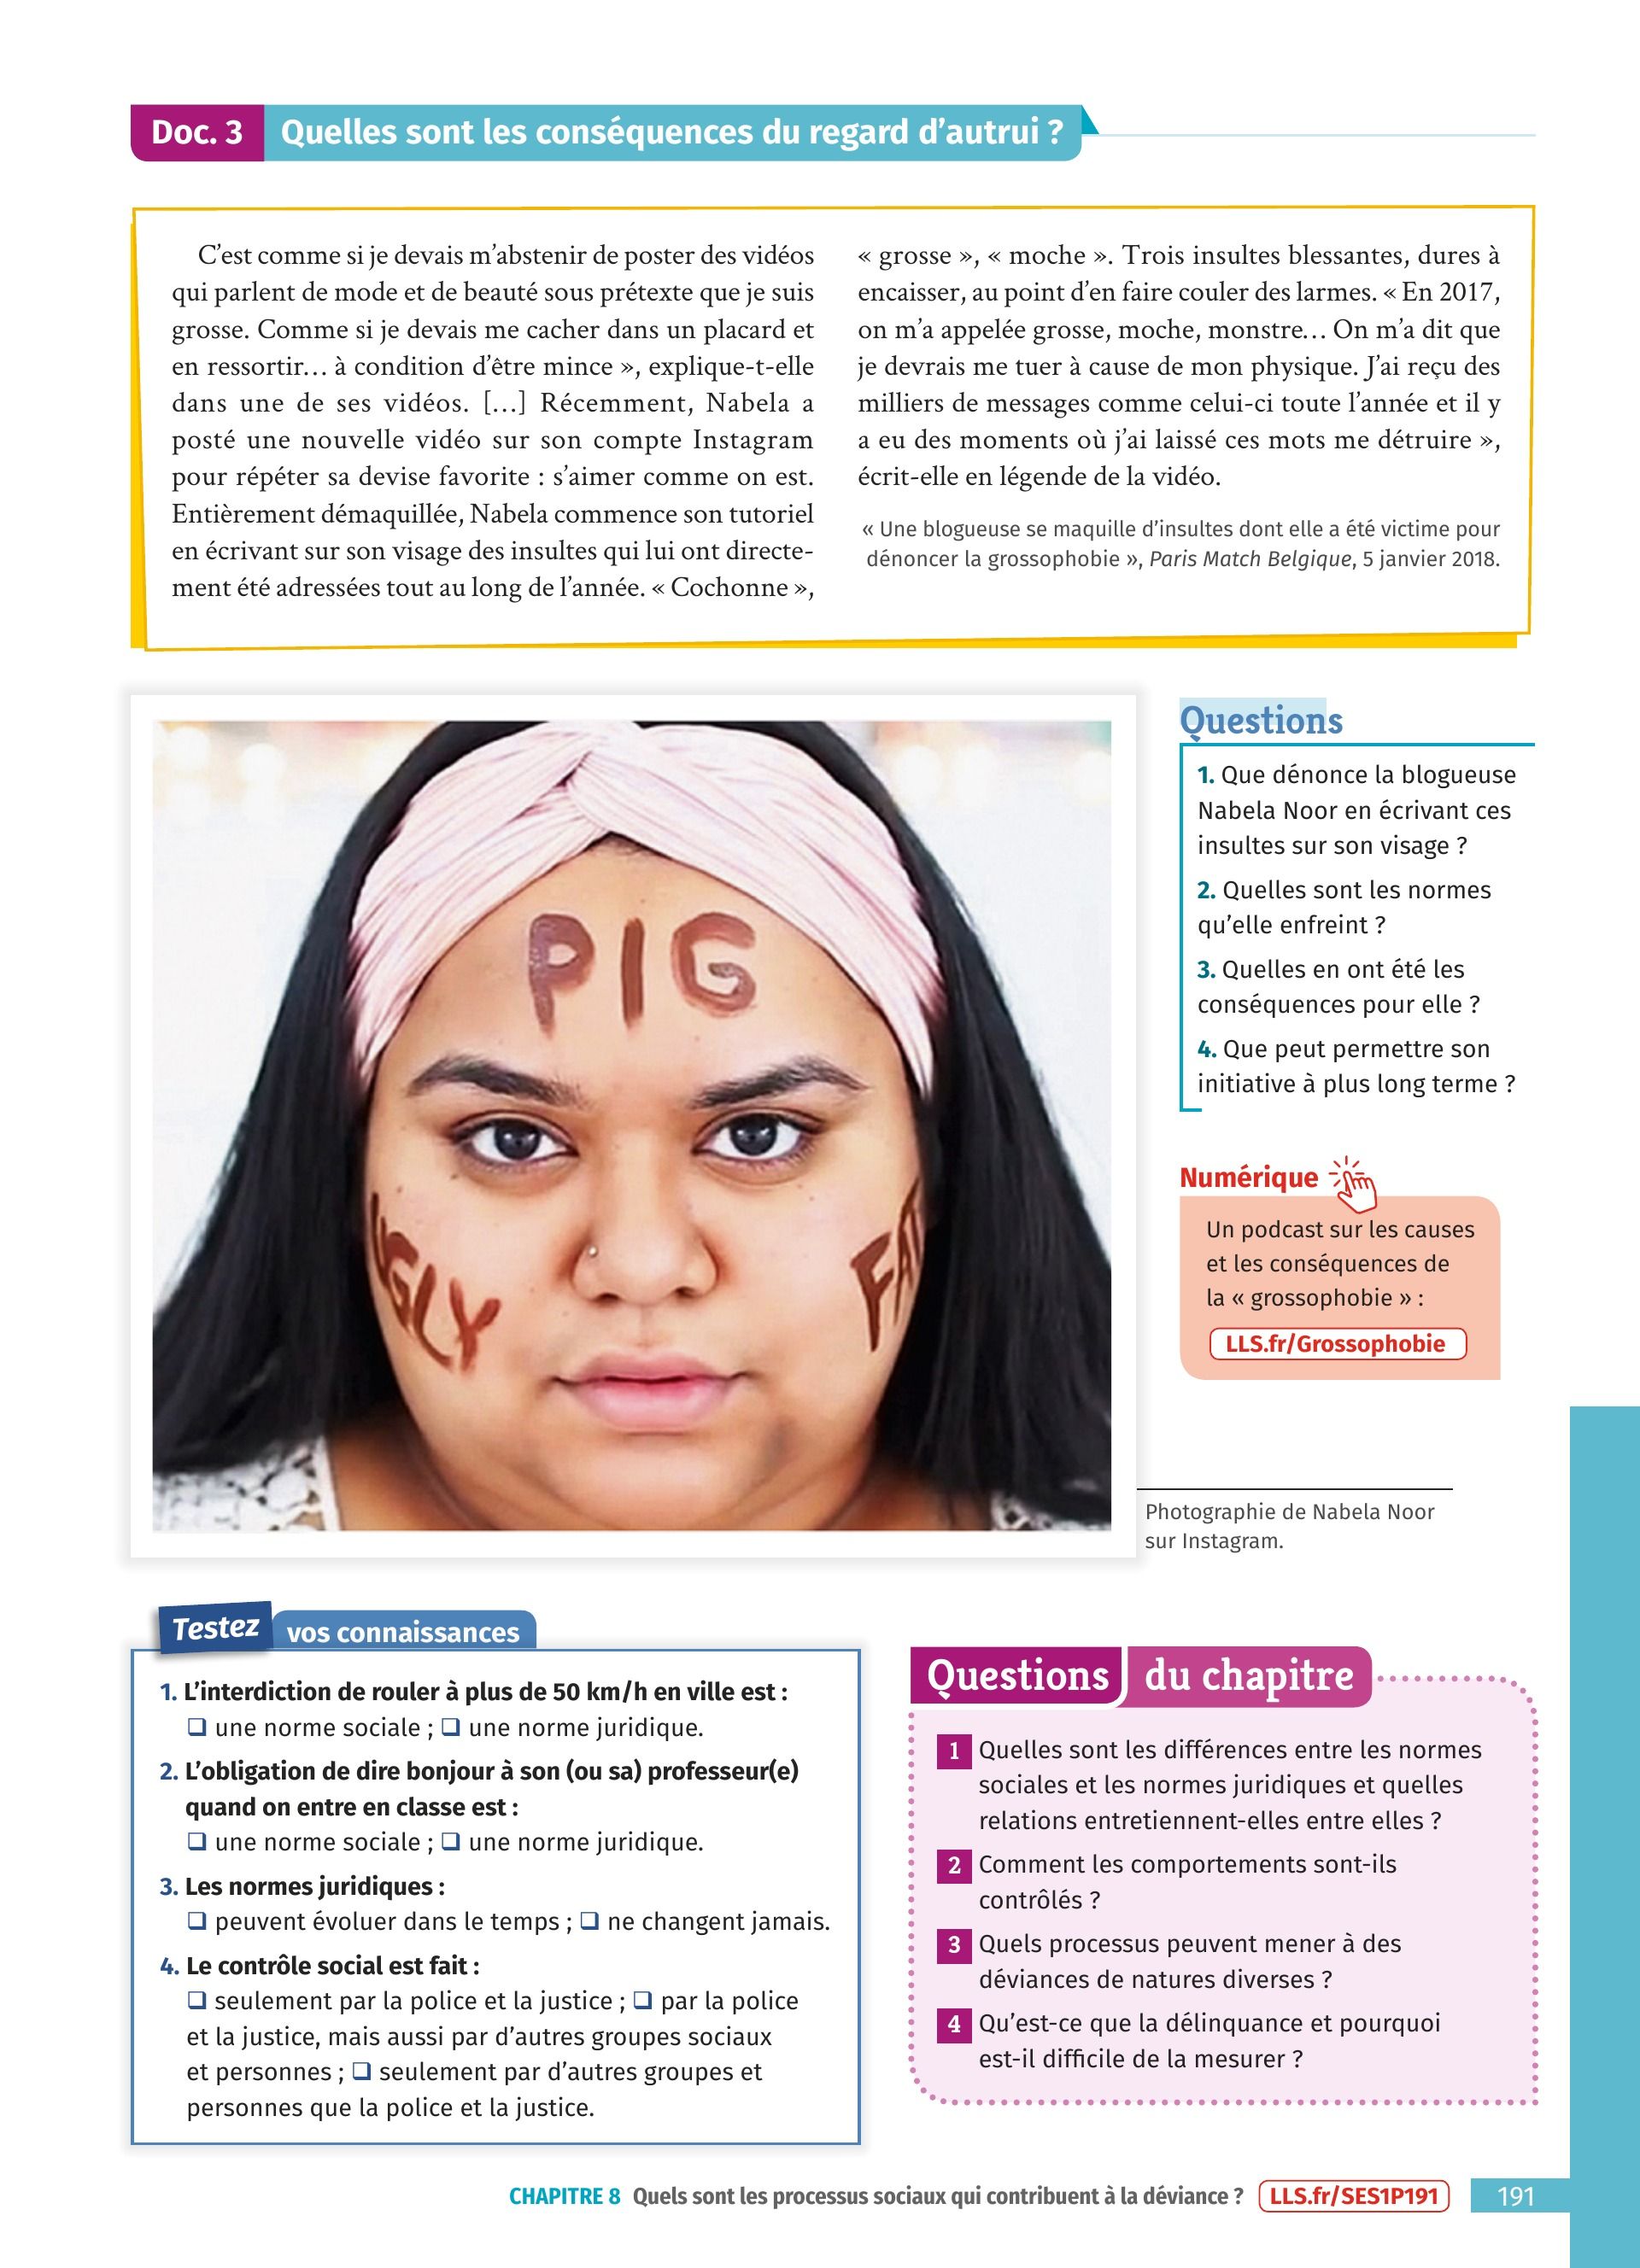 Doc. 3 Quelles sont les conséquences du regard d'autrui ?
C'est comme si je devais m'abstenir de poster des vidéos
qui parlent de mode et de beauté sous prétexte que je suis
grosse. Comme si je devais me cacher dans un placard et
en ressortir… à condition d'être mince », explique-t-elle
dans une de ses vidéos. […] Récemment, Nabela a
posté une nouvelle vidéo sur son compte Instagram
pour répéter sa devise favorite : s'aimer comme on est.
Entièrement démaquillée, Nabela commence son tutoriel
en écrivant sur son visage des insultes qui lui ont directe-
ment été adressées tout au long de l'année. « Cochonne »,
« grosse », « moche ». Trois insultes blessantes, dures à
encaisser, au point d'en faire couler des larmes. « En 2017,
on m'a appelée grosse, moche, monstre… On m'a dit que
je devrais me tuer à cause de mon physique. J'ai reçu des
milliers de messages comme celui-ci toute l'année et il y
a eu des moments où j'ai laissé ces mots me détruire »,
écrit-elle en légende de la vidéo.
« Une blogueuse se maquille d'insultes dont elle a été victime pour
dénoncer la grossophobie », Paris Match Belgique, 5 janvier 2018.
PIG
UGLY
FAT
Questions
1. Que dénonce la blogueuse
Nabela Noor en écrivant ces
insultes sur son visage ?
2. Quelles sont les normes
qu'elle enfreint ?
3. Quelles en ont été les
conséquences pour elle ?
4. Que peut permettre son
initiative à plus long terme ?
Numérique
Un podcast sur les causes
et les conséquences de
la « grossophobie » :
LLS.fr/Grossophobie
Photographie de Nabela Noor
sur Instagram.
Testez vos connaissances
1. L'interdiction de rouler à plus de 50 km/h en ville est :
❑ une norme sociale ; ❑ une norme juridique.
2. L'obligation de dire bonjour à son (ou sa) professeur(e)
quand on entre en classe est :
❑ une norme sociale ; ❑ une norme juridique.
3. Les normes juridiques :
❑ peuvent évoluer dans le temps ; ❑ ne changent jamais.
4. Le contrôle social est fait :
❑ seulement par la police et la justice ; ❑ par la police
et la justice, mais aussi par d'autres groupes sociaux
et personnes ; ❑ seulement par d'autres groupes et
personnes que la police et la justice.
Questions du chapitre
1 Quelles sont les différences entre les normes
sociales et les normes juridiques et quelles
relations entretiennent-elles entre elles ?
2 Comment les comportements sont-ils
contrôlés ?
3 Quels processus peuvent mener à des
déviances de natures diverses ?
4 Qu'est-ce que la délinquance et pourquoi
est-il difficile de la mesurer ?
CHAPITRE 8 Quels sont les processus sociaux qui contribuent à la déviance ? LLS.fr/SES1P191 191